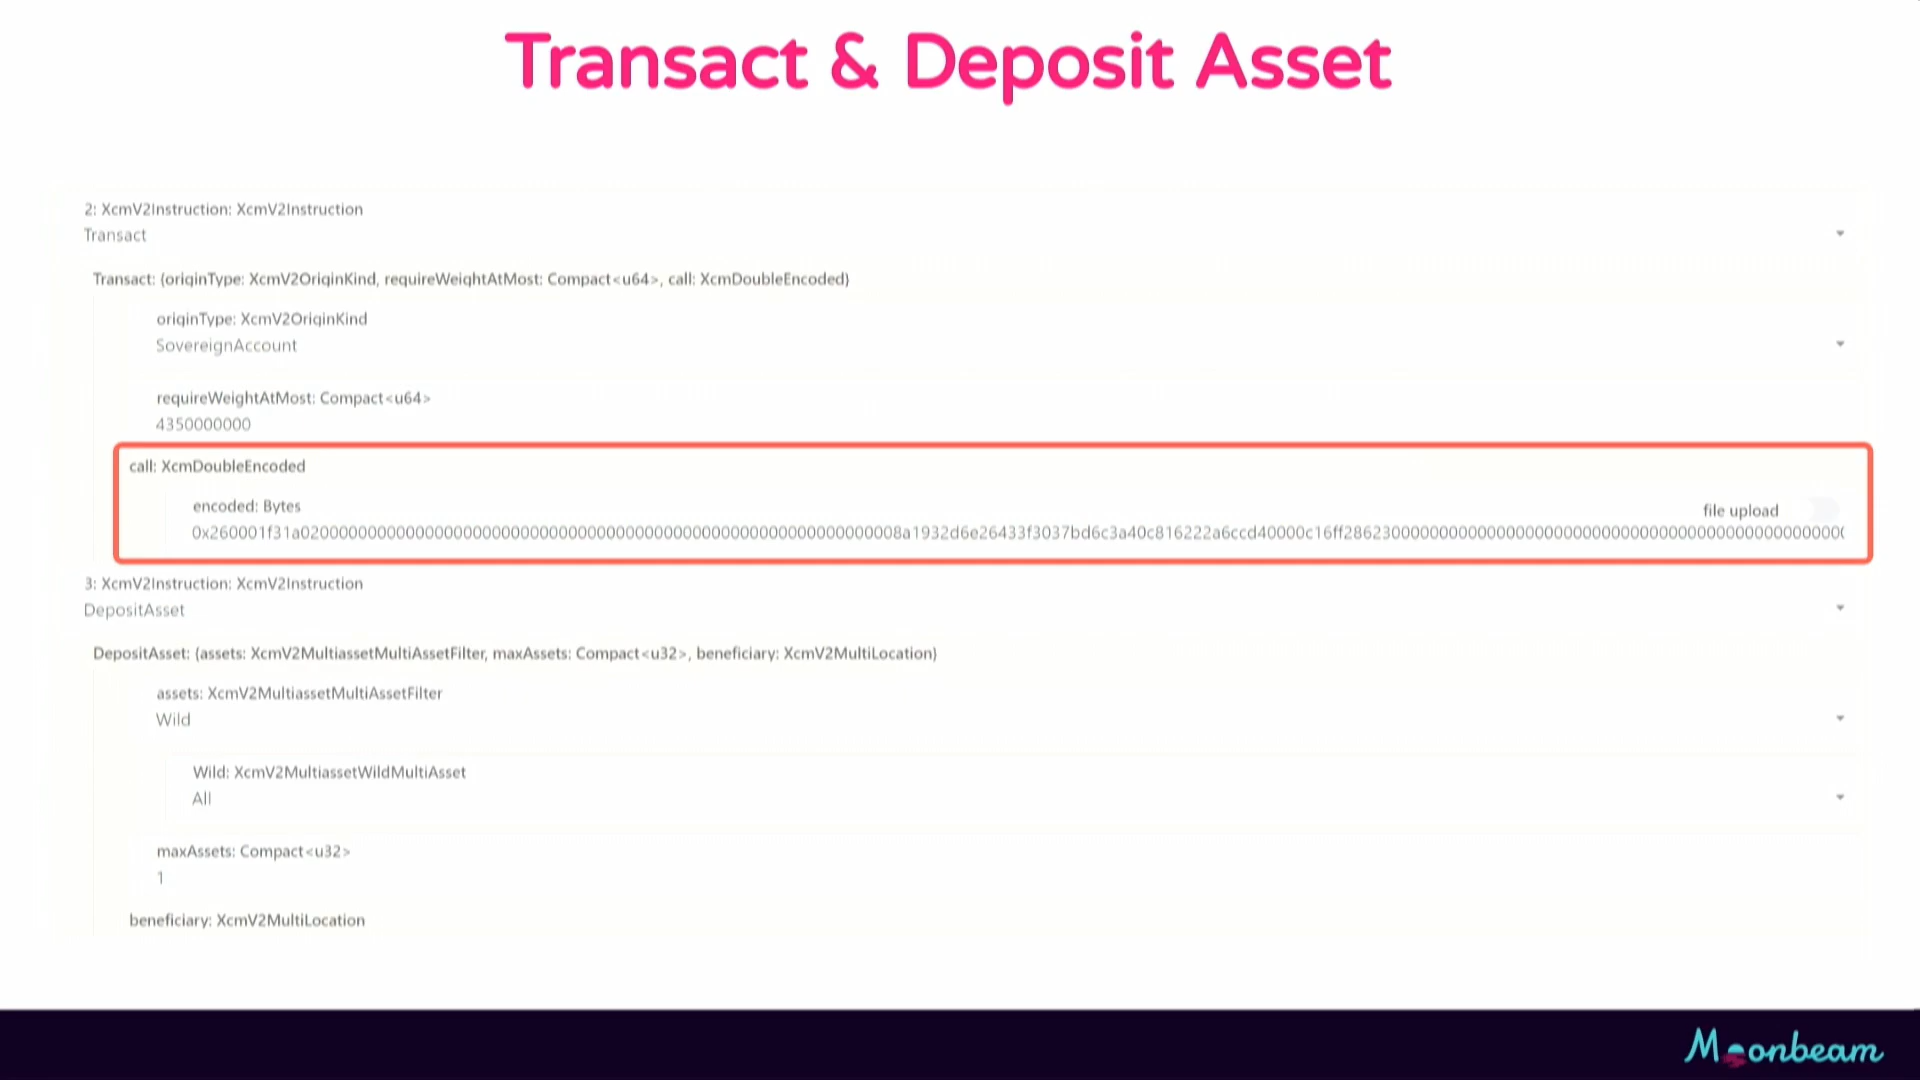 Transact & Deposit Asset
2: XcmV2Instruction: XcmV2Instruction
Transact
Transact: (originType: XcmV2OriginKind, requireWeightAtMost: Compact<u64>, call: XcmDoubleEncoded)
originType: XcmV2OriginKind
SovereignAccount
requireWeightAtMost: Compact<u64>
4350000000
call: XcmDoubleEncoded
encoded: Bytes
file upload
3: XcmV2Instruction: XcmV2Instruction
DepositAsset
DepositAsset: (assets: XcmV2MultiassetMultiAssetFilter, maxAssets: Compact<u32>, beneficiary: XcmV2MultiLocation)
assets: XcmV2MultiassetMultiAssetFilter
Wild
Wild: XcmV2MultiassetWildMultiAsset
All
maxAssets: Compact<u32>
1
beneficiary: XcmV2MultiLocation
Moonbeam